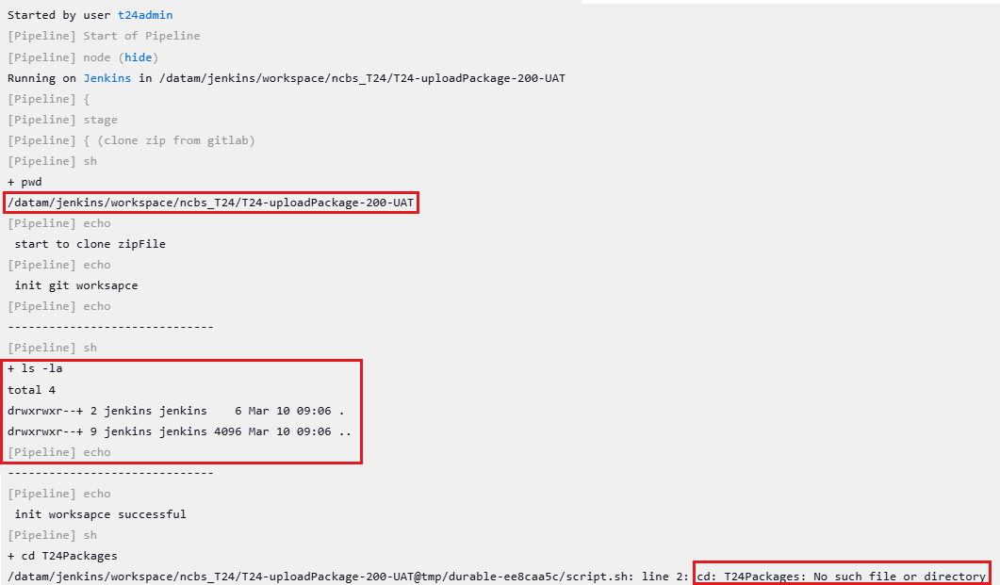 Started by user t24admin
[Pipeline] Start of Pipeline
[Pipeline] node (hide)
Running on Jenkins in /datam/jenkins/workspace/ncbs_T24/T24-uploadPackage-200-UAT
[Pipeline] {
[Pipeline] stage
[Pipeline] { (clone zip from gitlab)
[Pipeline] sh
+ pwd
/datam/jenkins/workspace/ncbs_T24/T24-uploadPackage-200-UAT
[Pipeline] echo
 start to clone zipFile
[Pipeline] echo
 init git worksapce
[Pipeline] echo
------------------------------
[Pipeline] sh
+ ls -la
total 4
drwxrwxr--+ 2 jenkins jenkins    6 Mar 10 09:06 .
drwxrwxr--+ 9 jenkins jenkins 4096 Mar 10 09:06 ..
[Pipeline] echo
------------------------------
[Pipeline] echo
 init worksapce successful
[Pipeline] sh
+ cd T24Packages
/datam/jenkins/workspace/ncbs_T24/T24-uploadPackage-200-UAT@tmp/durable-ee8caa5c/script.sh: line 2: cd: T24Packages: No such file or directory